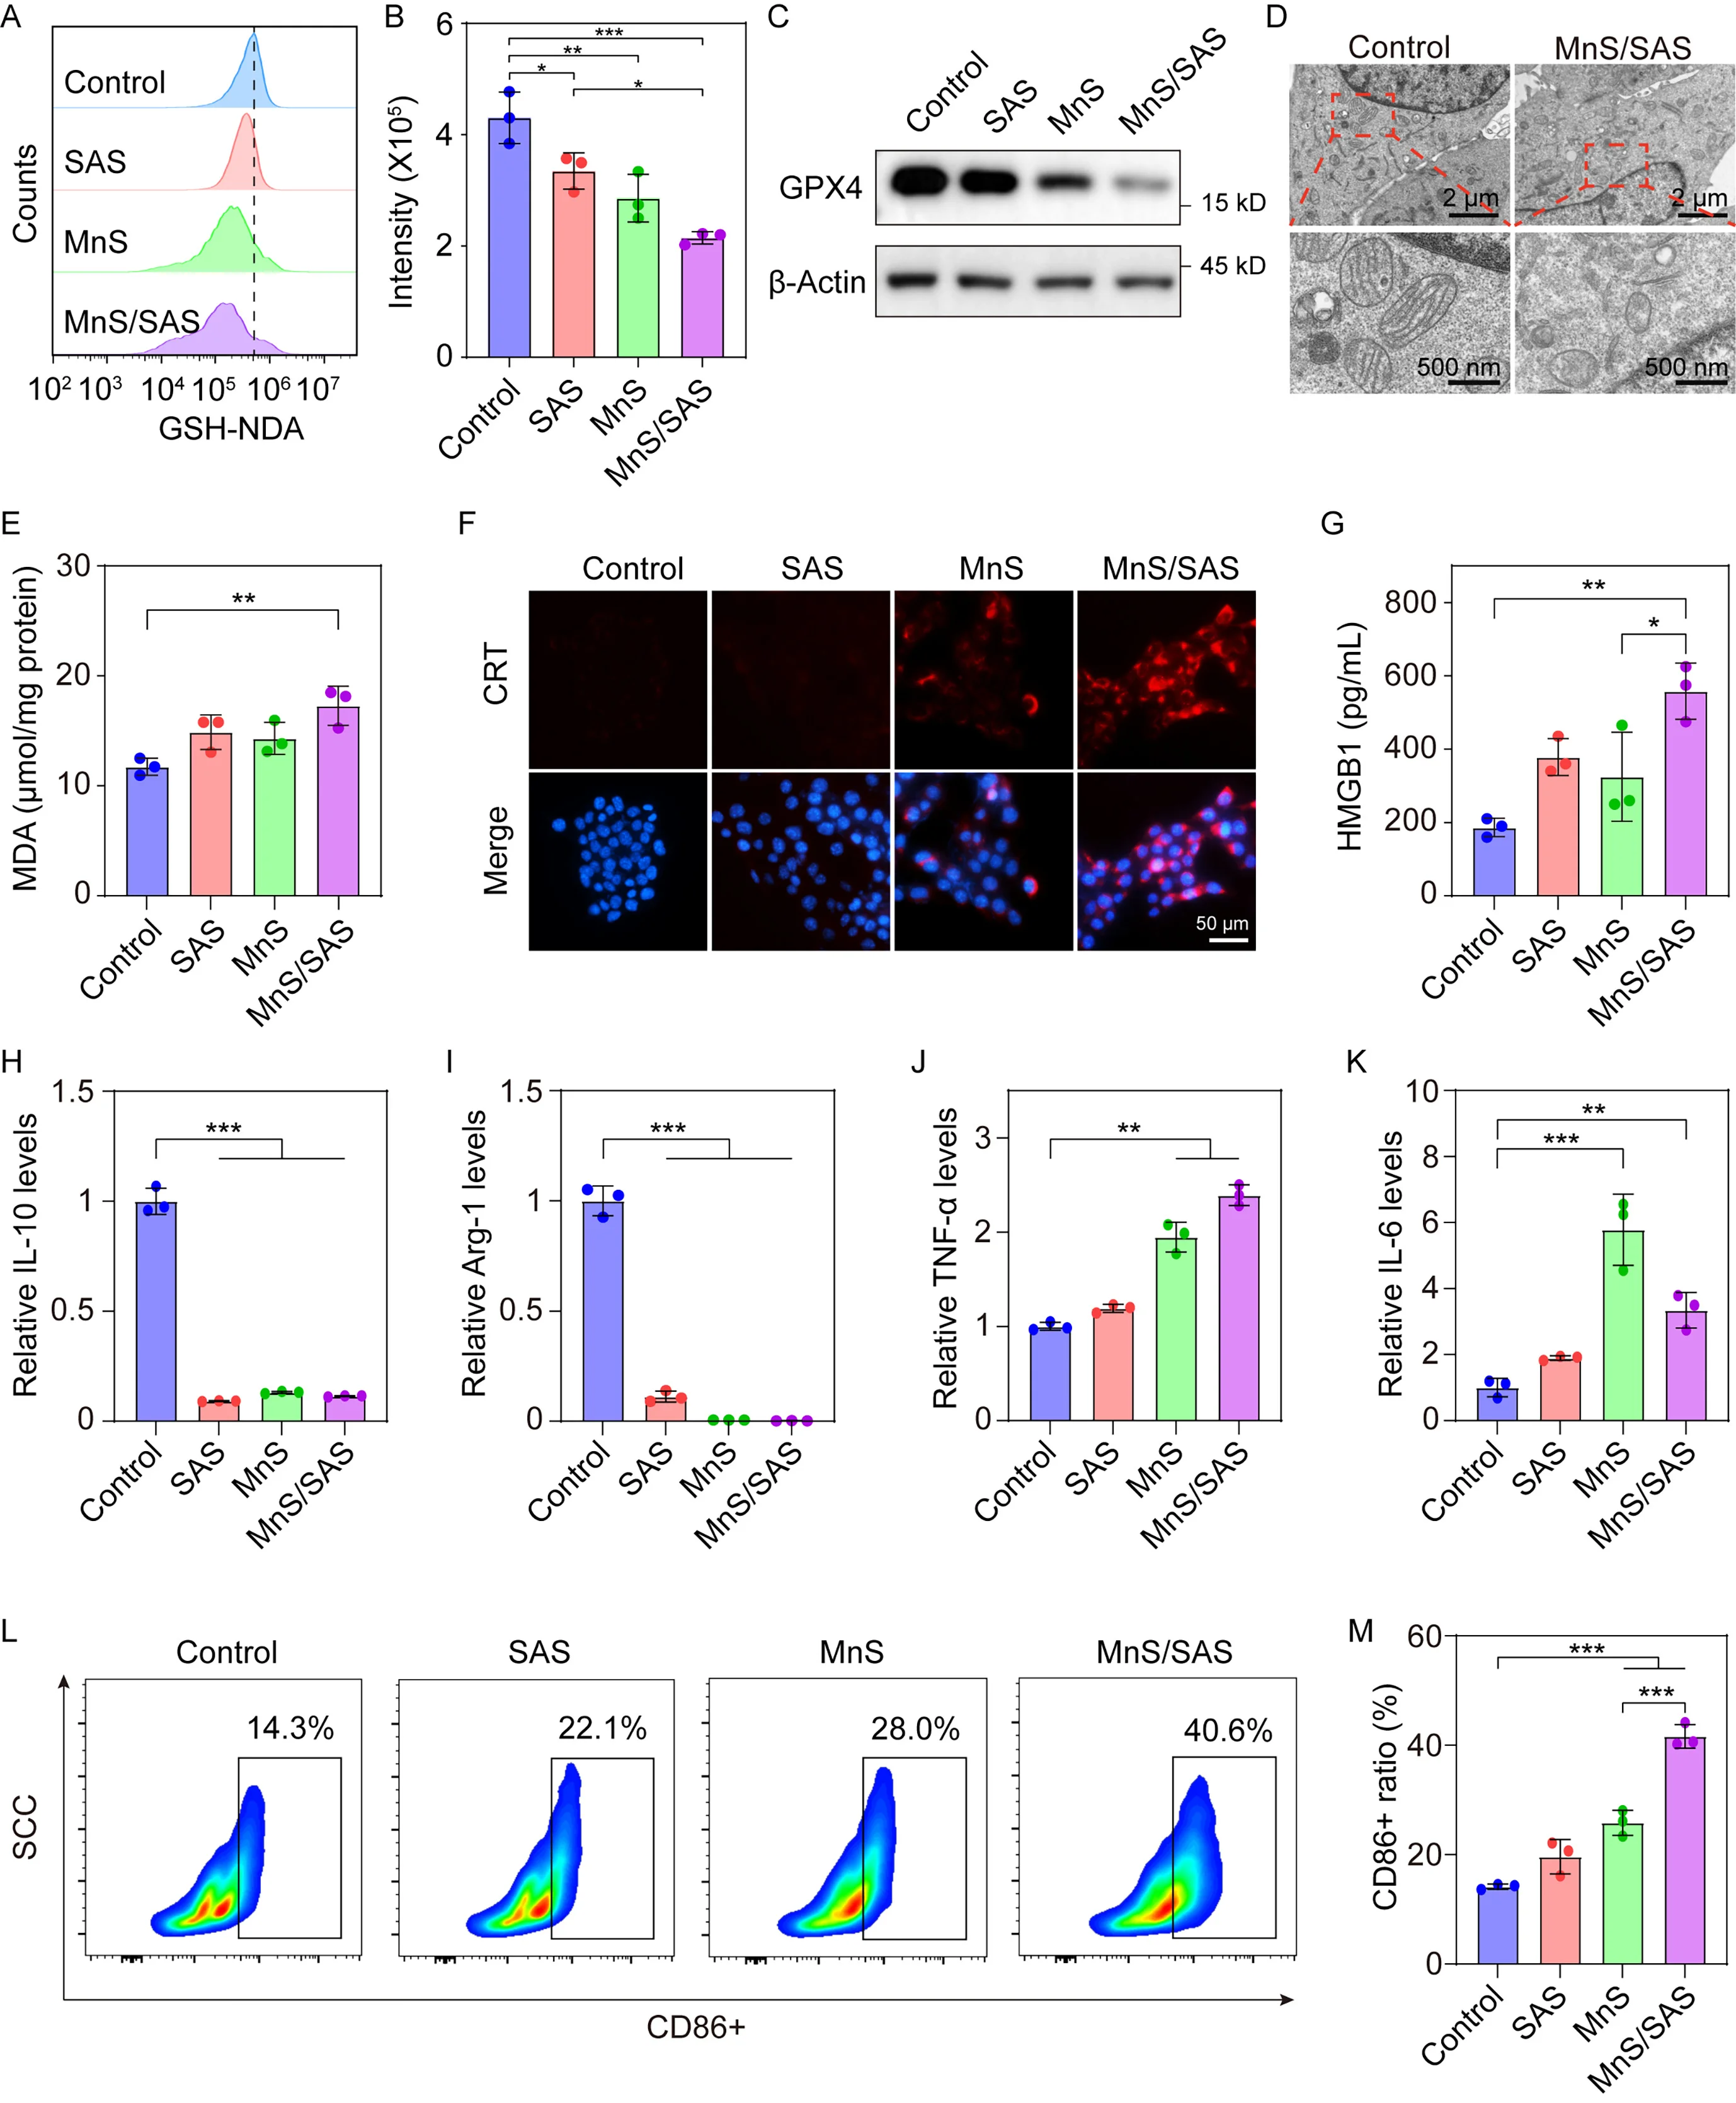 A
Control
SAS
MnS
MnS/SAS
Counts
10² 10³ 10⁴ 10⁵ 10⁶ 10⁷
GSH-NDA
B
Intensity (X10⁵)
6
4
2
0
***
**
*
*
Control
SAS
MnS
MnS/SAS
C
Control
SAS
MnS
MnS/SAS
GPX4
15 kD
β-Actin
45 kD
D
Control
MnS/SAS
2 μm
2 μm
500 nm
500 nm
E
MDA (μmol/mg protein)
30
20
10
0
**
Control
SAS
MnS
MnS/SAS
F
Control
SAS
MnS
MnS/SAS
CRT
Merge
50 μm
G
HMGB1 (pg/mL)
800
600
400
200
0
**
*
Control
SAS
MnS
MnS/SAS
H
Relative IL-10 levels
1.5
1
0.5
0
***
Control
SAS
MnS
MnS/SAS
I
Relative Arg-1 levels
1.5
1
0.5
0
***
Control
SAS
MnS
MnS/SAS
J
Relative TNF-α levels
3
2
1
0
**
Control
SAS
MnS
MnS/SAS
K
Relative IL-6 levels
10
8
6
4
2
0
**
***
Control
SAS
MnS
MnS/SAS
L
Control
SAS
MnS
MnS/SAS
14.3%
22.1%
28.0%
40.6%
SCC
CD86+
M
CD86+ ratio (%)
60
40
20
0
***
***
Control
SAS
MnS
MnS/SAS